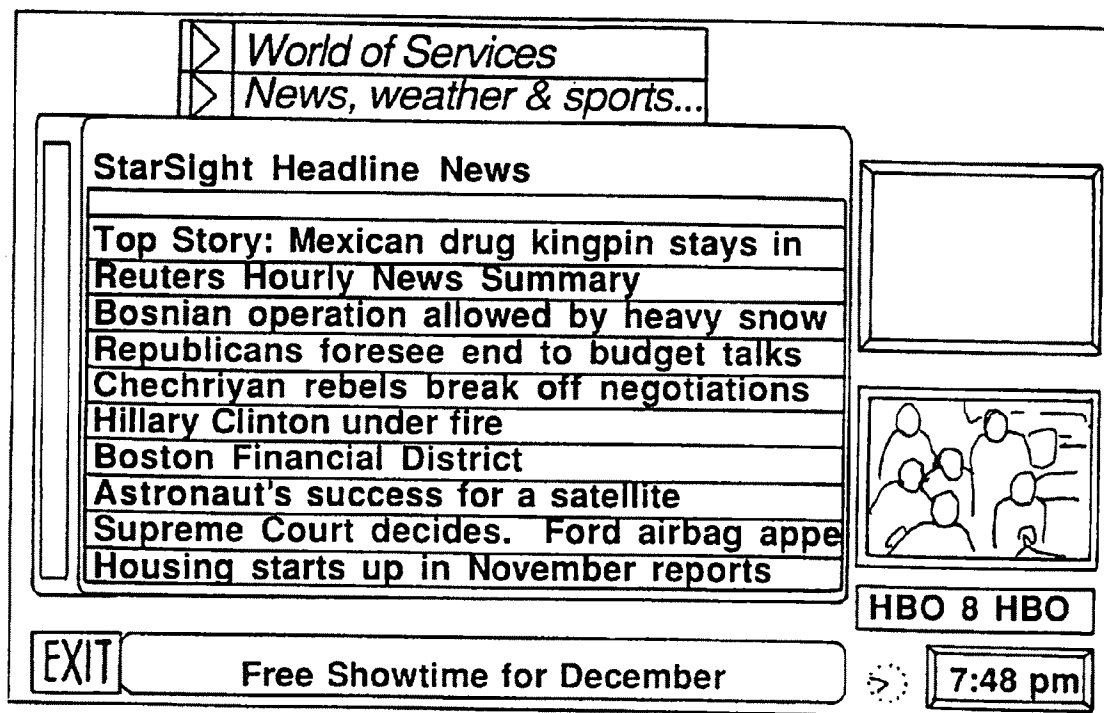 World of Services
News, weather & sports...
StarSight Headline News
Top Story: Mexican drug kingpin stays in
Reuters Hourly News Summary
Bosnian operation allowed by heavy snow
Republicans foresee end to budget talks
Chechriyan rebels break off negotiations
Hillary Clinton under fire
Boston Financial District
Astronaut's success for a satellite
Supreme Court decides. Ford airbag appe
Housing starts up in November reports
HBO 8 HBO
EXIT
Free Showtime for December
7:48 pm